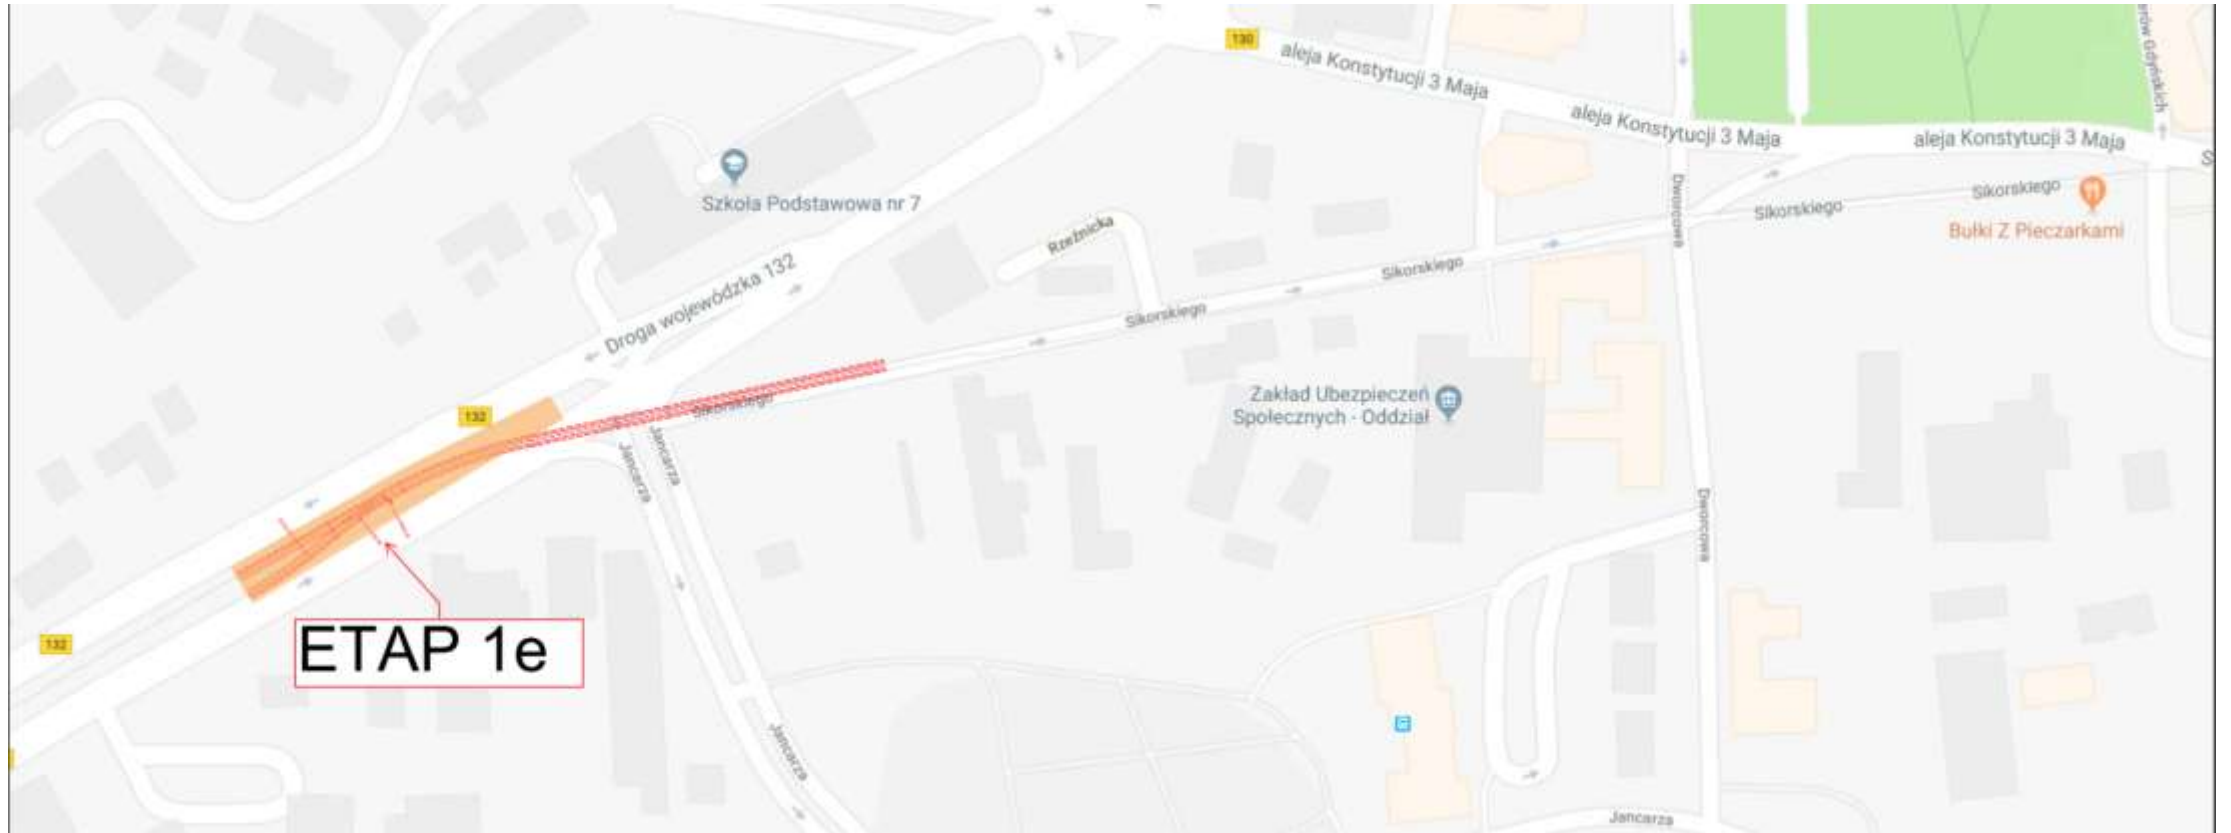 130
aleja Konstytucji 3 Maja
aleja Konstytucji 3 Maja
aleja Konstytucji 3 Maja
Szkoła Podstawowa nr 7
Rzeźnicka
Dworcowa
Sikorskiego
Sikorskiego
Bułki Z Pieczarkami
Droga wojewódzka 132
Sikorskiego
Sikorskiego
Sikorskiego
132
Zakład Ubezpieczeń
Społecznych - Oddział
Jancarza
Jancarza
Dworcowa
ETAP 1e
132
Jancarza
Jancarza